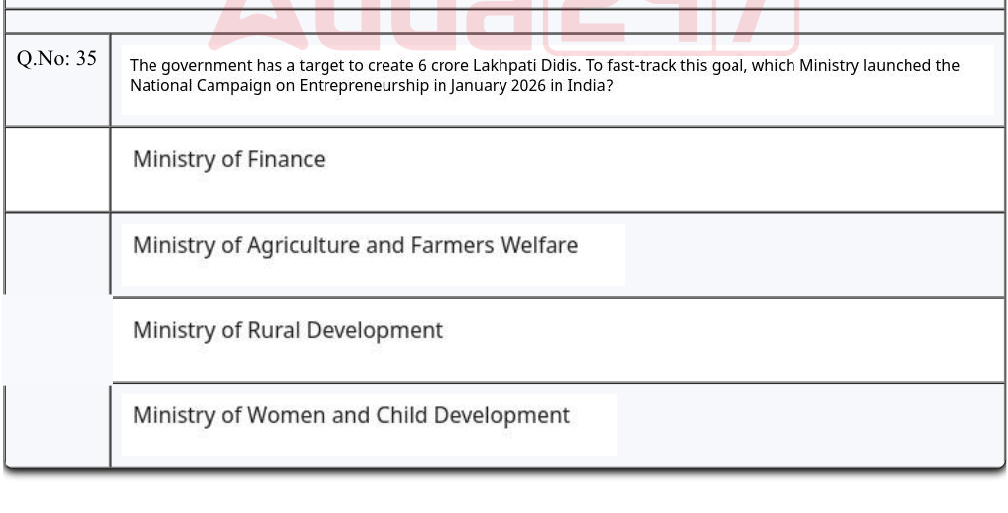 Adda247
Q.No: 35
The government has a target to create 6 crore Lakhpati Didis. To fast-track this goal, which Ministry launched the
National Campaign on Entrepreneurship in January 2026 in India?
Ministry of Finance
Ministry of Agriculture and Farmers Welfare
Ministry of Rural Development
Ministry of Women and Child Development